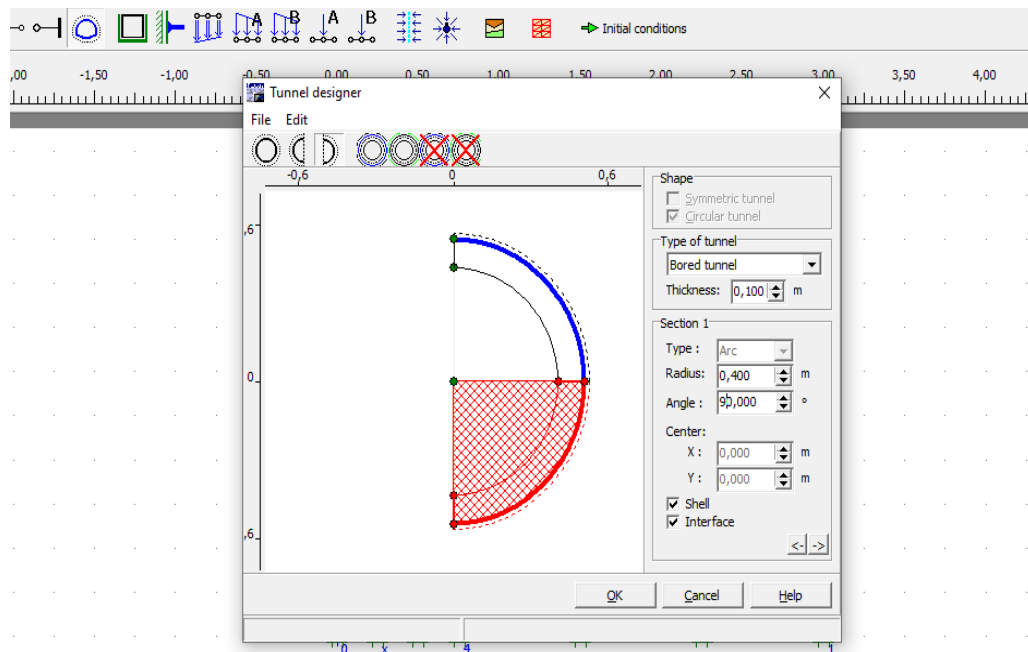 A B A B Initial conditions
,00 -1,50 -1,00 -0,50 0,00 0,50 1,00 1,50 2,00 2,50 3,00 3,50 4,00
Tunnel designer
File Edit
-0,6 0 0,6
Shape
Symmetric tunnel
Circular tunnel
,6
Type of tunnel
Bored tunnel
Thickness: 0,100 m
Section 1
Type : Arc
Radius: 0,400 m
0
Angle : 90,000 °
Center:
X : 0,000 m
Y : 0,000 m
Shell
Interface
,6
<- ->
OK Cancel Help
0 x 4 1